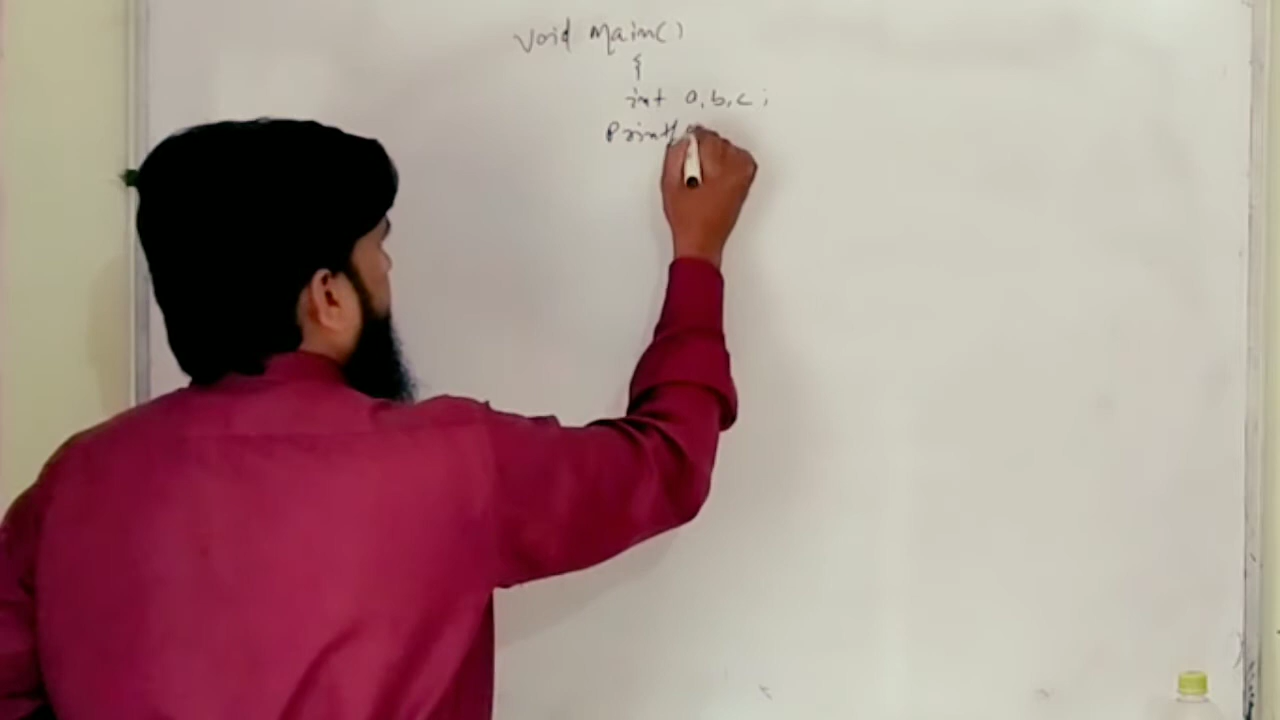 void main()
{
int a,b,c;
printf